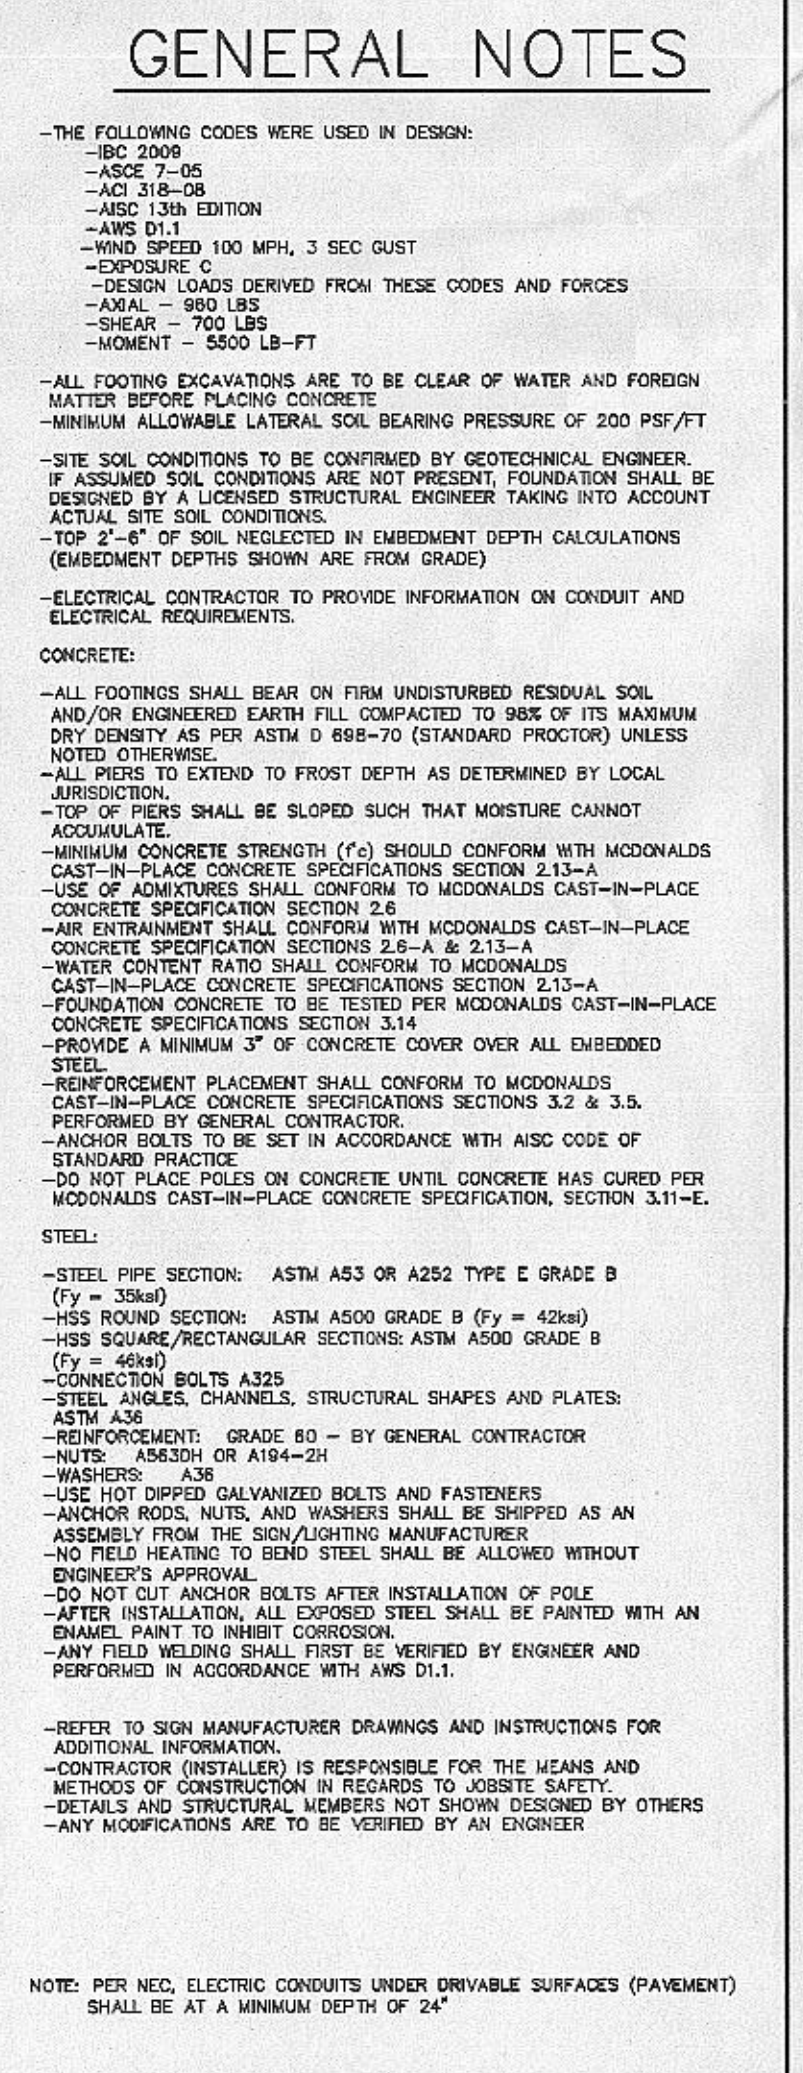 GENERAL NOTES
-THE FOLLOWING CODES WERE USED IN DESIGN:
-IBC 2009
-ASCE 7-05
-ACI 318-08
-AISC 13th EDITION
-AWS D1.1
-WIND SPEED 100 MPH, 3 SEC GUST
-EXPOSURE C
-DESIGN LOADS DERIVED FROM THESE CODES AND FORCES
-AXIAL - 960 LBS
-SHEAR - 700 LBS
-MOMENT - 5500 LB-FT
-ALL FOOTING EXCAVATIONS ARE TO BE CLEAR OF WATER AND FOREIGN
MATTER BEFORE PLACING CONCRETE
-MINIMUM ALLOWABLE LATERAL SOIL BEARING PRESSURE OF 200 PSF/FT
-SITE SOIL CONDITIONS TO BE CONFIRMED BY GEOTECHNICAL ENGINEER.
IF ASSUMED SOIL CONDITIONS ARE NOT PRESENT, FOUNDATION SHALL BE
DESIGNED BY A LICENSED STRUCTURAL ENGINEER TAKING INTO ACCOUNT
ACTUAL SITE SOIL CONDITIONS.
-TOP 2'-6" OF SOIL NEGLECTED IN EMBEDMENT DEPTH CALCULATIONS
(EMBEDMENT DEPTHS SHOWN ARE FROM GRADE)
-ELECTRICAL CONTRACTOR TO PROVIDE INFORMATION ON CONDUIT AND
ELECTRICAL REQUIREMENTS.
CONCRETE:
-ALL FOOTINGS SHALL BEAR ON FIRM UNDISTURBED RESIDUAL SOIL
AND/OR ENGINEERED EARTH FILL COMPACTED TO 98% OF ITS MAXIMUM
DRY DENSITY AS PER ASTM D 698-70 (STANDARD PROCTOR) UNLESS
NOTED OTHERWISE.
-ALL PIERS TO EXTEND TO FROST DEPTH AS DETERMINED BY LOCAL
JURISDICTION.
-TOP OF PIERS SHALL BE SLOPED SUCH THAT MOISTURE CANNOT
ACCUMULATE.
-MINIMUM CONCRETE STRENGTH (f'c) SHOULD CONFORM WITH MCDONALDS
CAST-IN-PLACE CONCRETE SPECIFICATIONS SECTION 2.13-A
-USE OF ADMIXTURES SHALL CONFORM TO MCDONALDS CAST-IN-PLACE
CONCRETE SPECIFICATION SECTION 2.6
-AIR ENTRAINMENT SHALL CONFORM WITH MCDONALDS CAST-IN-PLACE
CONCRETE SPECIFICATION SECTIONS 2.6-A & 2.13-A
-WATER CONTENT RATIO SHALL CONFORM TO MCDONALDS
CAST-IN-PLACE CONCRETE SPECIFICATIONS SECTION 2.13-A
-FOUNDATION CONCRETE TO BE TESTED PER MCDONALDS CAST-IN-PLACE
CONCRETE SPECIFICATIONS SECTION 3.14
-PROVIDE A MINIMUM 3" OF CONCRETE COVER OVER ALL EMBEDDED
STEEL.
-REINFORCEMENT PLACEMENT SHALL CONFORM TO MCDONALDS
CAST-IN-PLACE CONCRETE SPECIFICATIONS SECTIONS 3.2 & 3.5.
PERFORMED BY GENERAL CONTRACTOR.
-ANCHOR BOLTS TO BE SET IN ACCORDANCE WITH AISC CODE OF
STANDARD PRACTICE
-DO NOT PLACE POLES ON CONCRETE UNTIL CONCRETE HAS CURED PER
MCDONALDS CAST-IN-PLACE CONCRETE SPECIFICATION, SECTION 3.11-E.
STEEL:
-STEEL PIPE SECTION: ASTM A53 OR A252 TYPE E GRADE B
(Fy = 35ksi)
-HSS ROUND SECTION: ASTM A500 GRADE B (Fy = 42ksi)
-HSS SQUARE/RECTANGULAR SECTIONS: ASTM A500 GRADE B
(Fy = 46ksi)
-CONNECTION BOLTS A325
-STEEL ANGLES, CHANNELS, STRUCTURAL SHAPES AND PLATES:
ASTM A36
-REINFORCEMENT: GRADE 60 - BY GENERAL CONTRACTOR
-NUTS: A563DH OR A194-2H
-WASHERS: A36
-USE HOT DIPPED GALVANIZED BOLTS AND FASTENERS
-ANCHOR RODS, NUTS, AND WASHERS SHALL BE SHIPPED AS AN
ASSEMBLY FROM THE SIGN/LIGHTING MANUFACTURER
-NO FIELD HEATING TO BEND STEEL SHALL BE ALLOWED WITHOUT
ENGINEER'S APPROVAL
-DO NOT CUT ANCHOR BOLTS AFTER INSTALLATION OF POLE
-AFTER INSTALLATION, ALL EXPOSED STEEL SHALL BE PAINTED WITH AN
ENAMEL PAINT TO INHIBIT CORROSION.
-ANY FIELD WELDING SHALL FIRST BE VERIFIED BY ENGINEER AND
PERFORMED IN ACCORDANCE WITH AWS D1.1.
-REFER TO SIGN MANUFACTURER DRAWINGS AND INSTRUCTIONS FOR
ADDITIONAL INFORMATION.
-CONTRACTOR (INSTALLER) IS RESPONSIBLE FOR THE MEANS AND
METHODS OF CONSTRUCTION IN REGARDS TO JOBSITE SAFETY.
-DETAILS AND STRUCTURAL MEMBERS NOT SHOWN DESIGNED BY OTHERS
-ANY MODIFICATIONS ARE TO BE VERIFIED BY AN ENGINEER
NOTE: PER NEC, ELECTRIC CONDUITS UNDER DRIVABLE SURFACES (PAVEMENT)
SHALL BE AT A MINIMUM DEPTH OF 24"